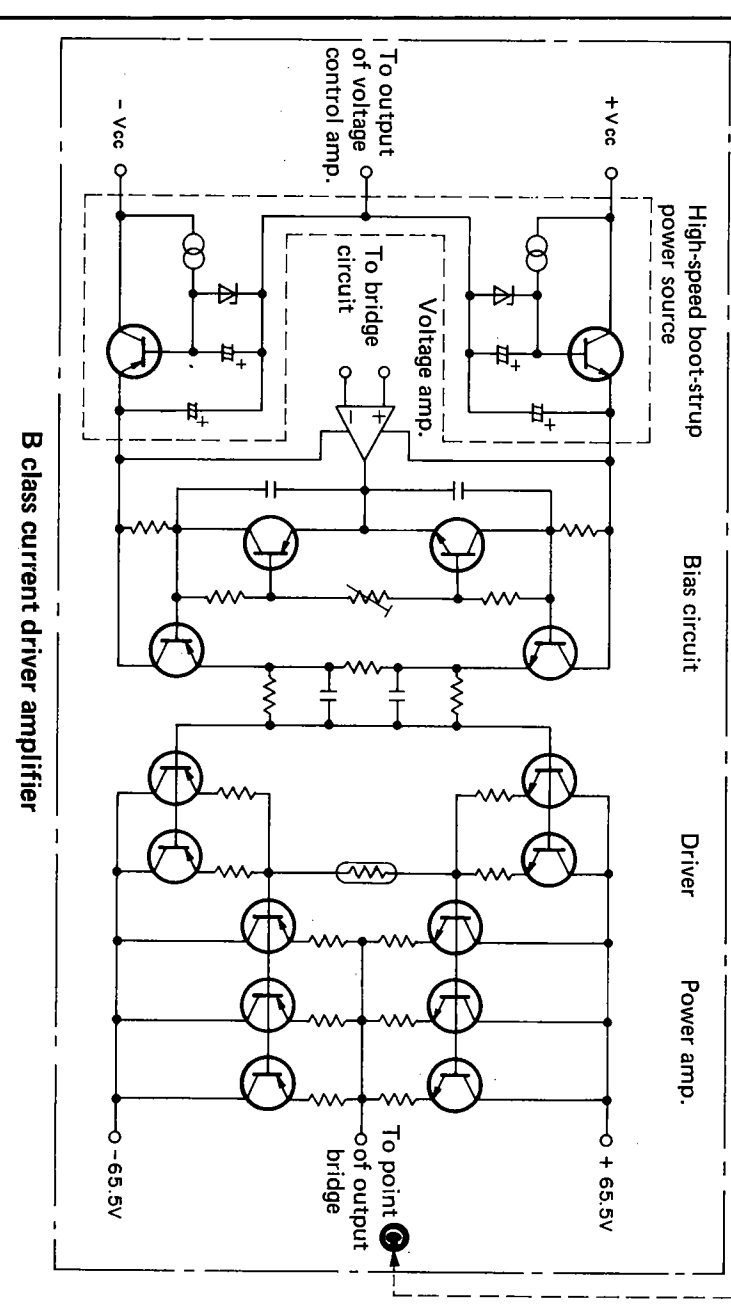 High-speed boot-strup
power source
Bias circuit
Driver
Power amp.
+Vcc
+ 65.5V
To output
of voltage
control amp.
To bridge
circuit
Voltage amp.
+
−
+
+
+
+
To point
of output
bridge
C
- Vcc
-65.5V
B class current driver amplifier